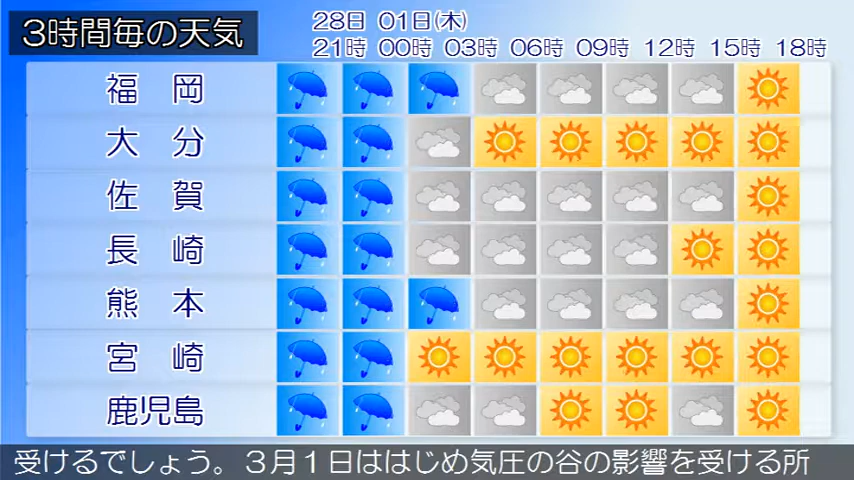 3時間毎の天気
28日 01日(木)
21時 00時 03時 06時 09時 12時 15時 18時
福岡
大分
佐賀
長崎
熊本
宮崎
鹿児島
受けるでしょう。３月１日ははじめ気圧の谷の影響を受ける所